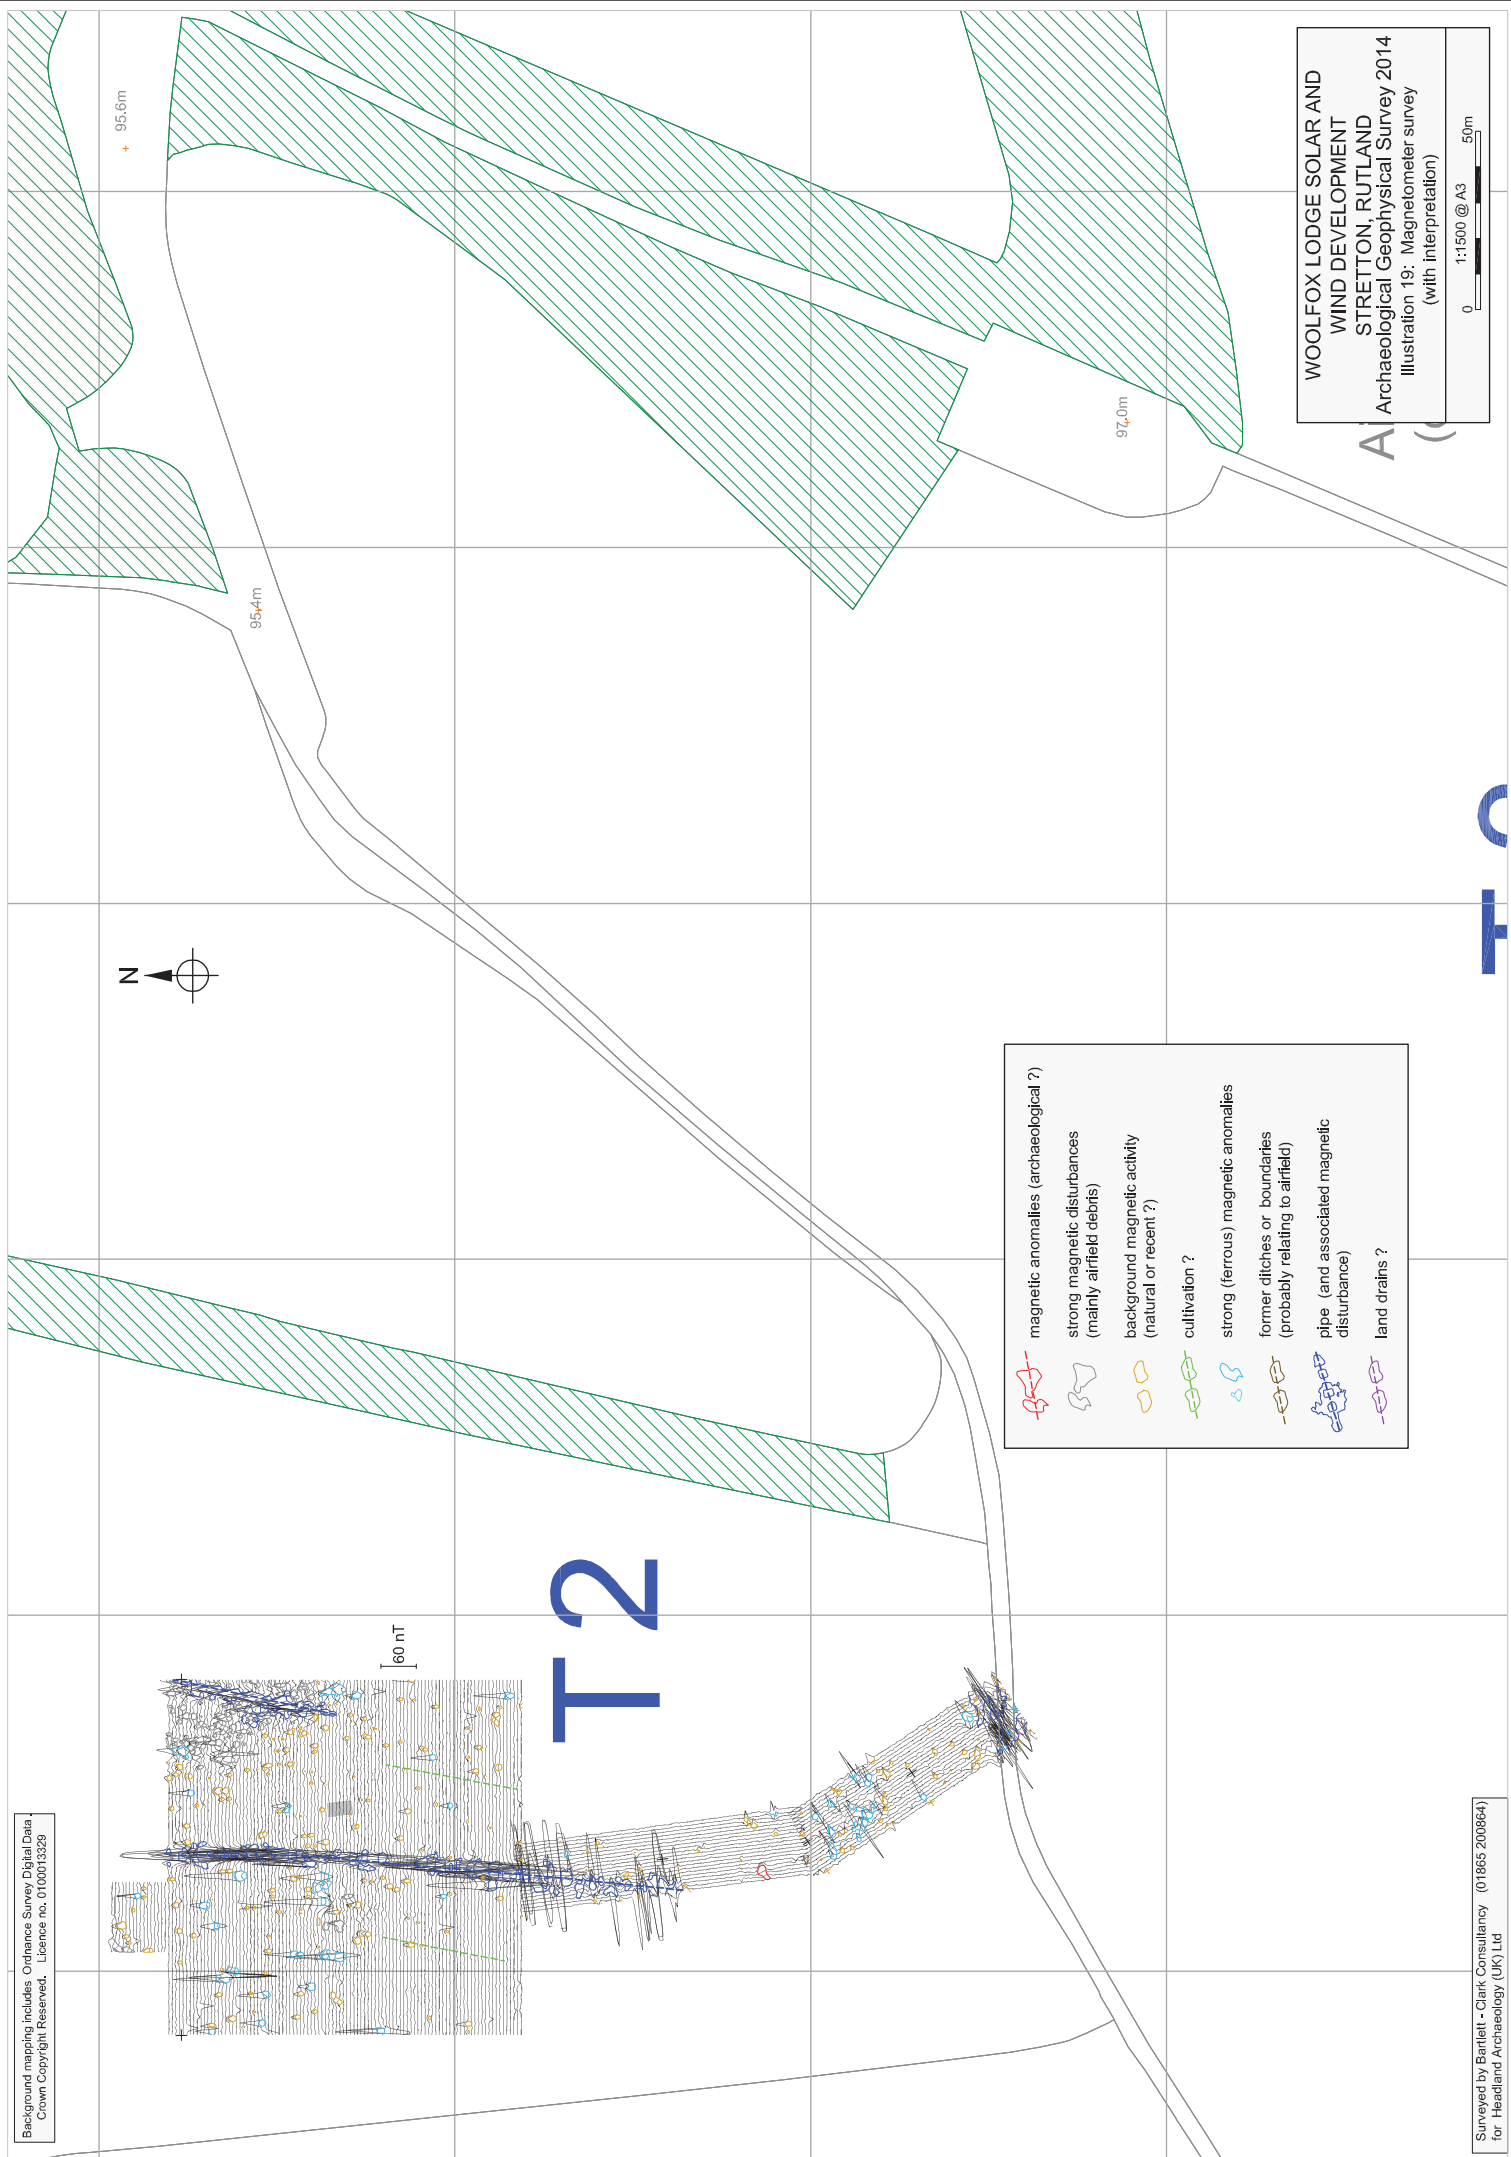 Background mapping includes Ordnance Survey Digital Data.
Crown Copyright Reserved. Licence no. 0100013329
N
95.6m
95.4m
97.0m
60 nT
T2
magnetic anomalies (archaeological ?)
strong magnetic disturbances
(mainly airfield debris)
background magnetic activity
(natural or recent ?)
cultivation ?
strong (ferrous) magnetic anomalies
former ditches or boundaries
(probably relating to airfield)
pipe (and associated magnetic
disturbance)
land drains ?
Ai
WOOLFOX LODGE SOLAR AND
WIND DEVELOPMENT
STRETTON, RUTLAND
Archaeological Geophysical Survey 2014
Illustration 19: Magnetometer survey
(with interpretation)
1:1500 @ A3
0 50m
Surveyed by Bartlett - Clark Consultancy (01865 200864)
for Headland Archaeology (UK) Ltd